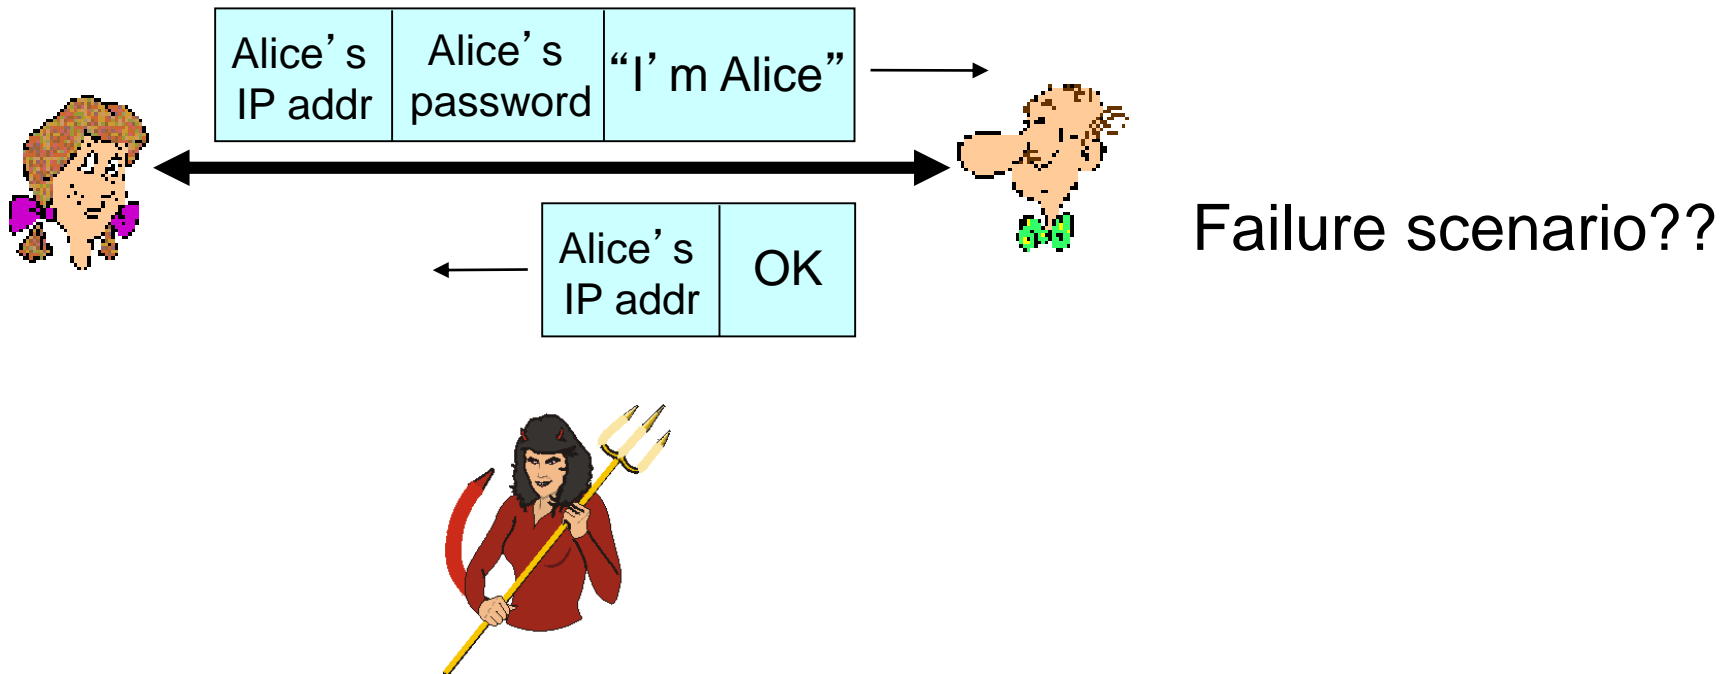 Alice’s
IP addr
Alice’s
password
“I’m Alice”
Alice’s
IP addr
OK
Failure scenario??